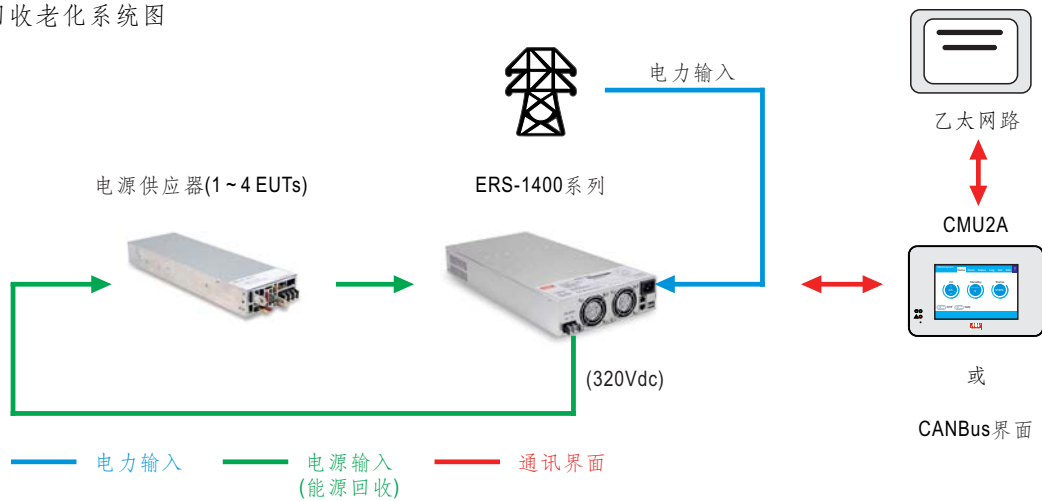 收老化系统图
电力输入
乙太网路
电源供应器(1~4 EUTs)
ERS-1400系列
CMU2A
(320Vdc)
或
CANBus界面
电力输入
电源输入
(能源回收)
通讯界面